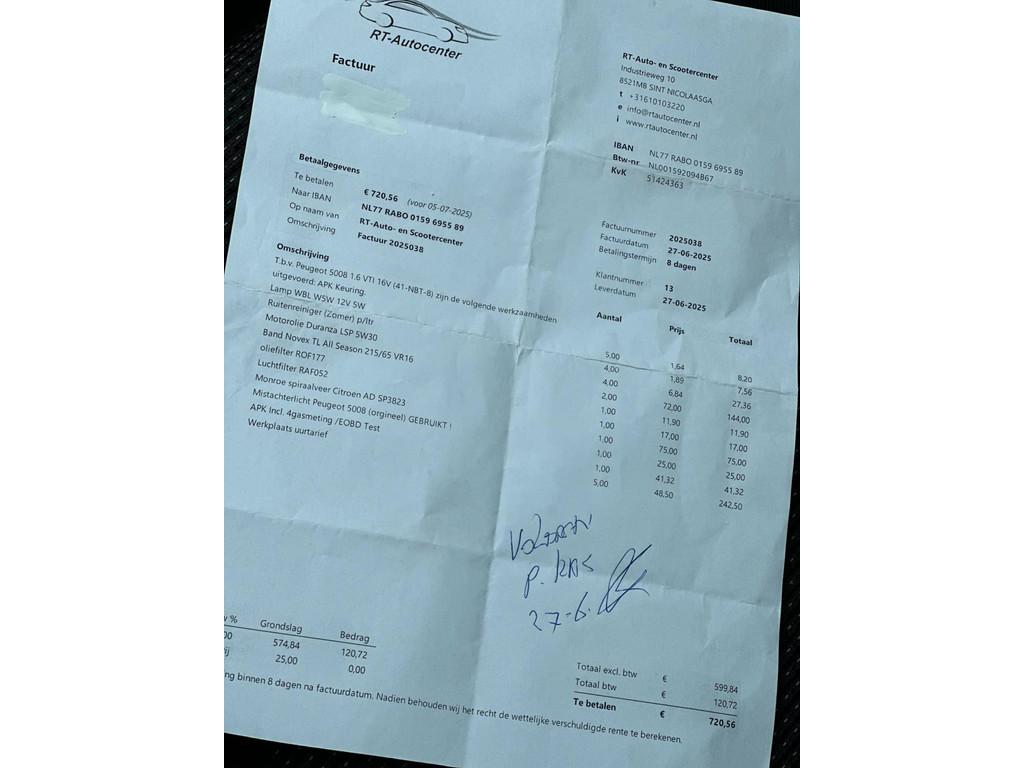 RT-Autocenter
Factuur
RT-Auto- en Scootercenter
Industrieweg 10
8521MB SINT NICOLAASGA
t +31610103220
e info@rtautocenter.nl
i www.rtautocenter.nl
IBAN NL77 RABO 0159 6955 89
Btw-nr NL001592094B67
KvK 51424363
Betaalgegevens
Te betalen € 720,56 (voor 05-07-2025)
Naar IBAN NL77 RABO 0159 6955 89
Op naam van RT-Auto- en Scootercenter
Omschrijving Factuur 2025038
Factuurnummer 2025038
Factuurdatum 27-06-2025
Betalingstermijn 8 dagen
Klantnummer 13
Leverdatum 27-06-2025
Omschrijving Aantal Prijs Totaal
T.b.v. Peugeot 5008 1.6 VTI 16V (41-NBT-8) zijn de volgende werkzaamheden
uitgevoerd: APK Keuring.
Lamp WBL W5W 12V 5W 5,00 1,64 8,20
Ruitenreiniger (Zomer) p/ltr 4,00 1,89 7,56
Motorolie Duranza LSP 5W30 4,00 6,84 27,36
Band Novex TL All Season 215/65 VR16 2,00 72,00 144,00
oliefilter ROF177 1,00 11,90 11,90
Luchtfilter RAF052 1,00 17,00 17,00
Monroe spiraalveer Citroen AD SP3823 1,00 75,00 75,00
Mistachterlicht Peugeot 5008 (orgineel) GEBRUIKT ! 1,00 25,00 25,00
APK Incl. 4gasmeting /EOBD Test 1,00 41,32 41,32
Werkplaats uurtarief 5,00 48,50 242,50
P. KAS
27-6.
w % Grondslag Bedrag
00 574,84 120,72
ij 25,00 0,00
Totaal excl. btw € 599,84
Totaal btw € 120,72
Te betalen € 720,56
ng binnen 8 dagen na factuurdatum. Nadien behouden wij het recht de wettelijke verschuldigde rente te berekenen.